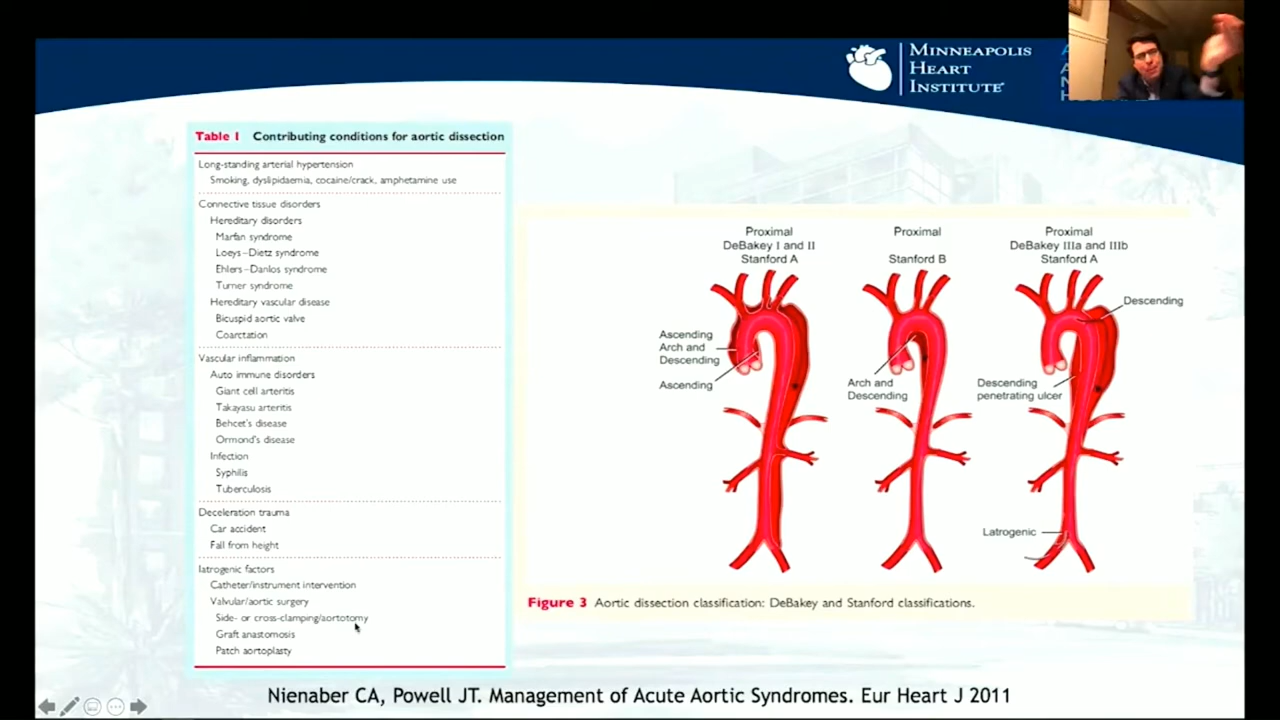 MINNEAPOLIS
HEART
INSTITUTE
Table 1 Contributing conditions for aortic dissection
Long-standing arterial hypertension
Smoking, dyslipidaemia, cocaine/crack, amphetamine use
Connective tissue disorders
Hereditary disorders
Marfan syndrome
Loeys–Dietz syndrome
Ehlers–Danlos syndrome
Turner syndrome
Hereditary vascular disease
Bicuspid aortic valve
Coarctation
Vascular inflammation
Auto immune disorders
Giant cell arteritis
Takayasu arteritis
Behcet's disease
Ormond's disease
Infection
Syphilis
Tuberculosis
Deceleration trauma
Car accident
Fall from height
Iatrogenic factors
Catheter/instrument intervention
Valvular/aortic surgery
Side- or cross-clamping/aortotomy
Graft anastomosis
Patch aortoplasty
Proximal
DeBakey I and II
Stanford A
Proximal
Stanford B
Proximal
DeBakey IIIa and IIIb
Stanford A
Ascending
Arch and
Descending
Ascending
Arch and
Descending
Descending
Descending
penetrating ulcer
Latrogenic
Figure 3 Aortic dissection classification: DeBakey and Stanford classifications.
Nienaber CA, Powell JT. Management of Acute Aortic Syndromes. Eur Heart J 2011